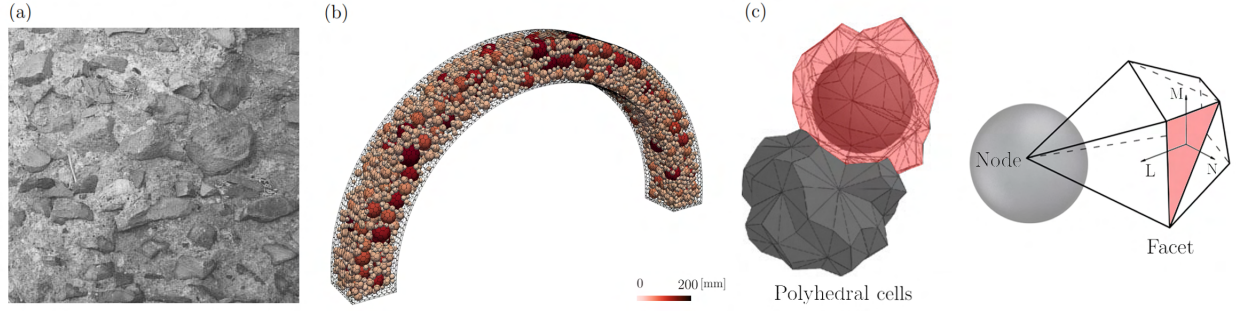 (a)
(b)
(c)
0 200 [mm]
Polyhedral cells
Node
M
L
N
Facet